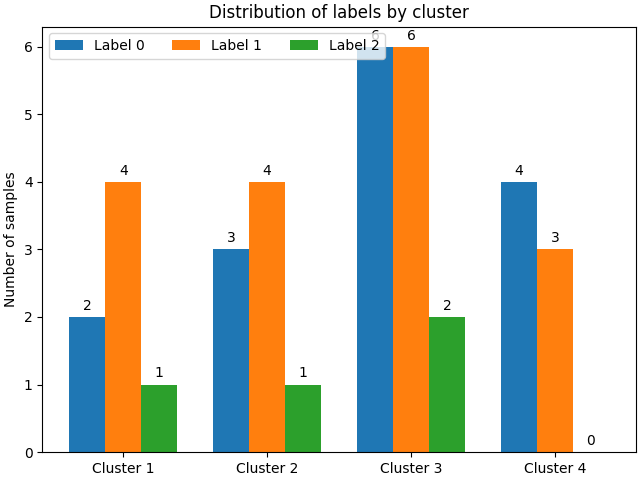 Distribution of labels by cluster
Label 0 Label 1 Label 2
Number of samples
6
5
4
3
2
1
0
2 4 1
3 4 1
6 6 2
4 3 0
Cluster 1 Cluster 2 Cluster 3 Cluster 4